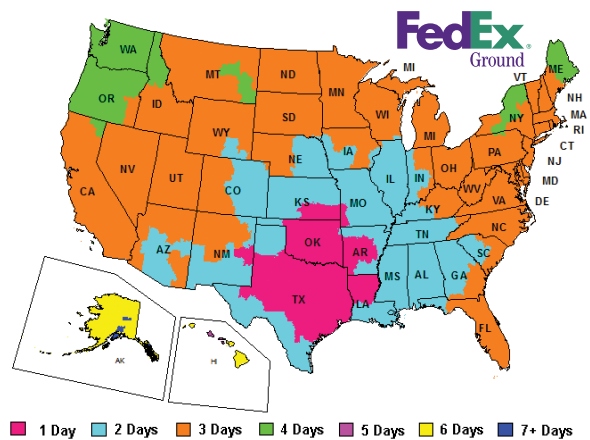 FedEx®
Ground
WA
MT
ND
MN
MI
VT
ME
OR
ID
WY
SD
WI
MI
NY
NH
MA
RI
CT
NJ
MD
DE
NV
UT
CO
NE
IA
IL
IN
OH
PA
WV
VA
CA
KS
MO
KY
NC
TN
SC
AZ
NM
OK
AR
MS
AL
GA
TX
LA
FL
AK
HI
1 Day 2 Days 3 Days 4 Days 5 Days 6 Days 7+ Days